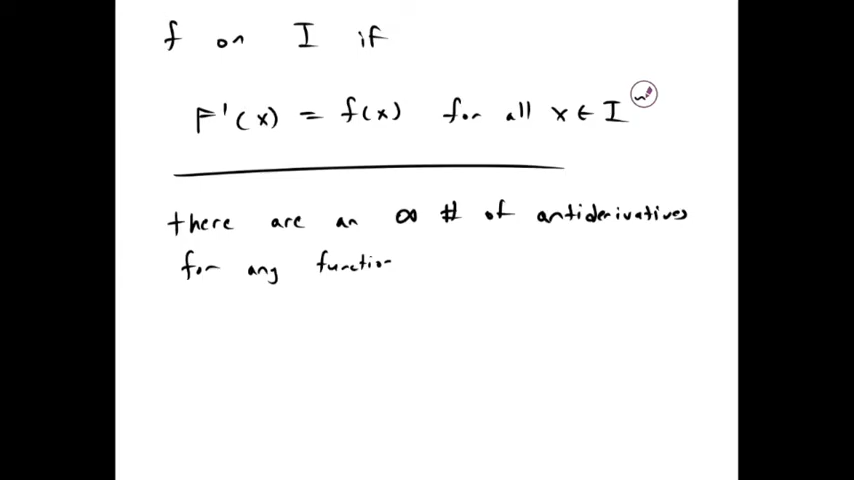 f on I if
F'(x) = f(x) for all x ∈ I
there are an ∞ # of antiderivatives
for any function